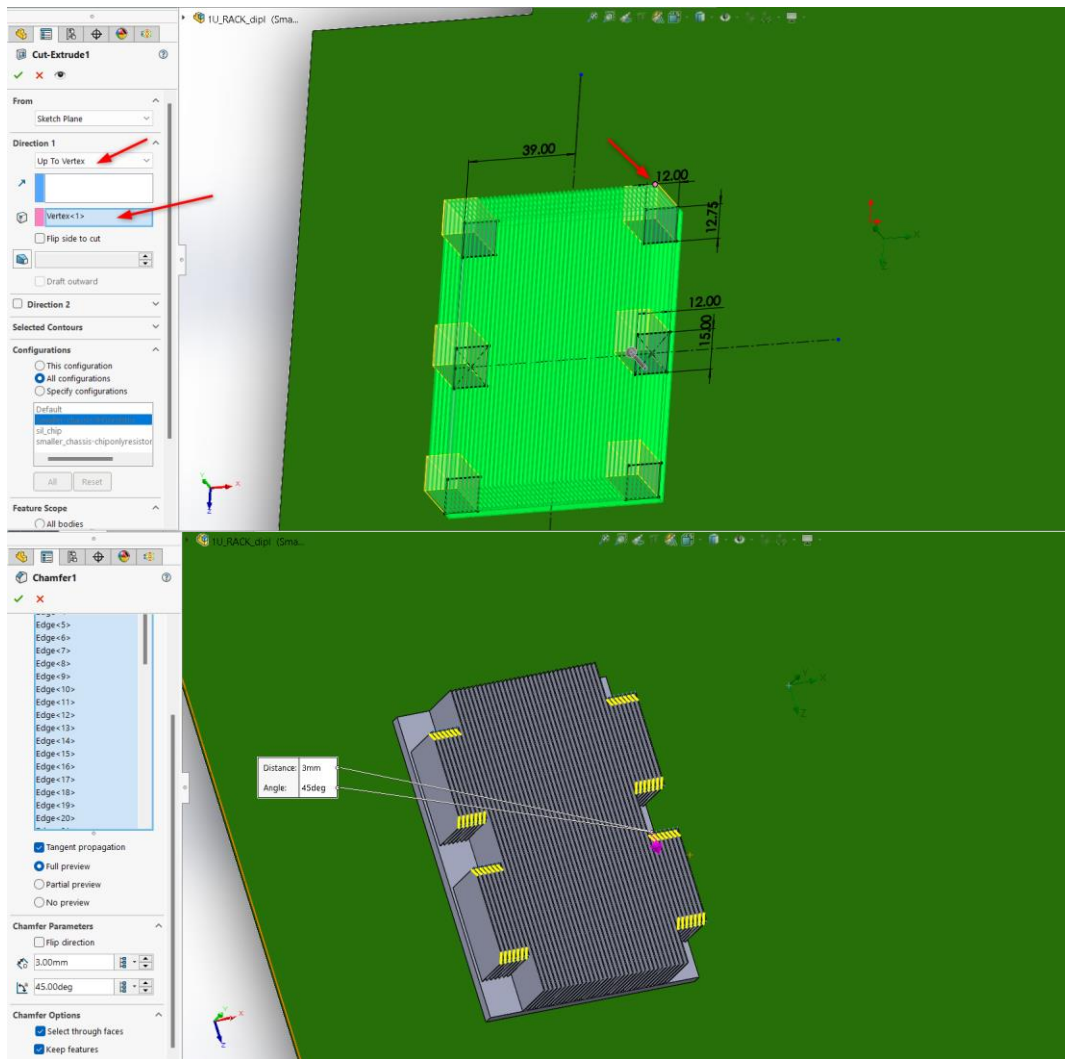 1U_RACK_dipl (Sma...
Cut-Extrude1
From
Sketch Plane
Direction 1
Up To Vertex
Vertex<1>
Flip side to cut
Draft outward
Direction 2
Selected Contours
Configurations
This configuration
All configurations
Specify configurations
Default
sil_chip
smaller_chassis-chiponlyresistor
All
Reset
Feature Scope
All bodies
39.00
12.00
12.75
12.00
15.00
X
Y
X
Z
1U_RACK_dipl (Sma...
Chamfer1
Edge<5>
Edge<6>
Edge<7>
Edge<8>
Edge<9>
Edge<10>
Edge<11>
Edge<12>
Edge<13>
Edge<14>
Edge<15>
Edge<16>
Edge<17>
Edge<18>
Edge<19>
Edge<20>
Tangent propagation
Full preview
Partial preview
No preview
Chamfer Parameters
Flip direction
3.00mm
45.00deg
Chamfer Options
Select through faces
Keep features
Distance: 3mm
Angle: 45deg
Y
X
Z
Y
X
Z